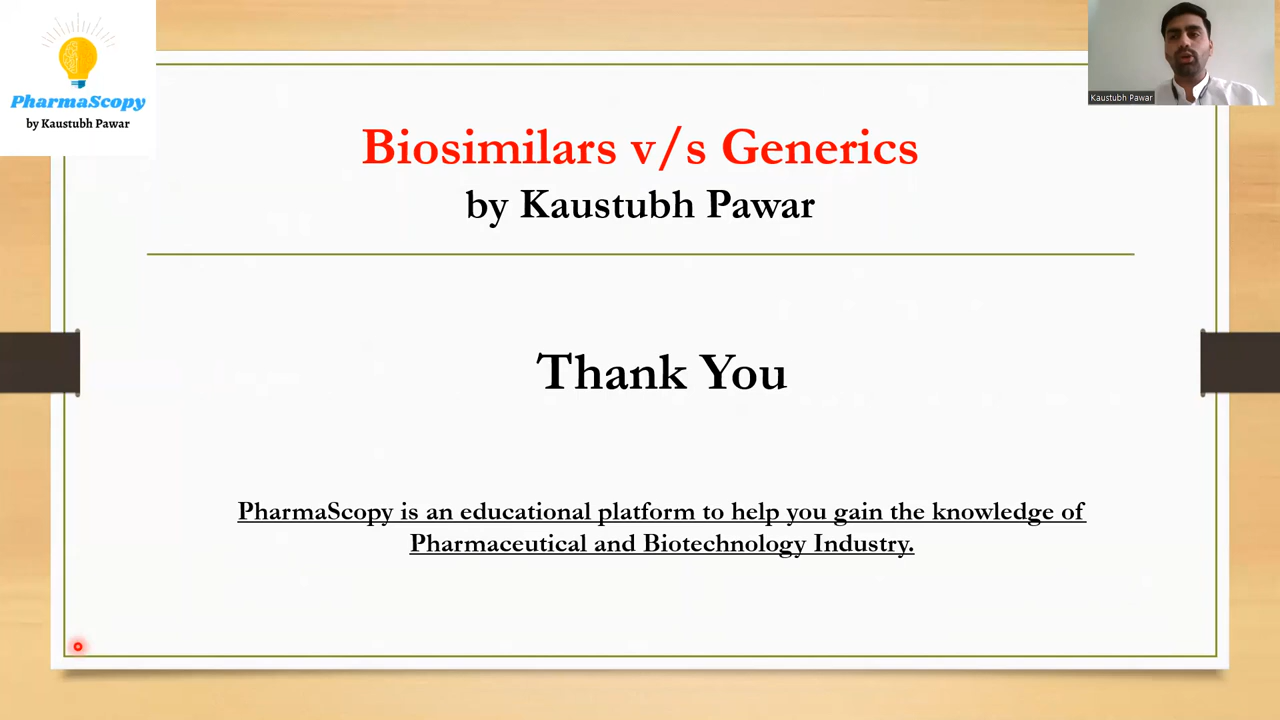 PharmaScopy
by Kaustubh Pawar
Kaustubh Pawar
Biosimilars v/s Generics
by Kaustubh Pawar
Thank You
PharmaScopy is an educational platform to help you gain the knowledge of
Pharmaceutical and Biotechnology Industry.